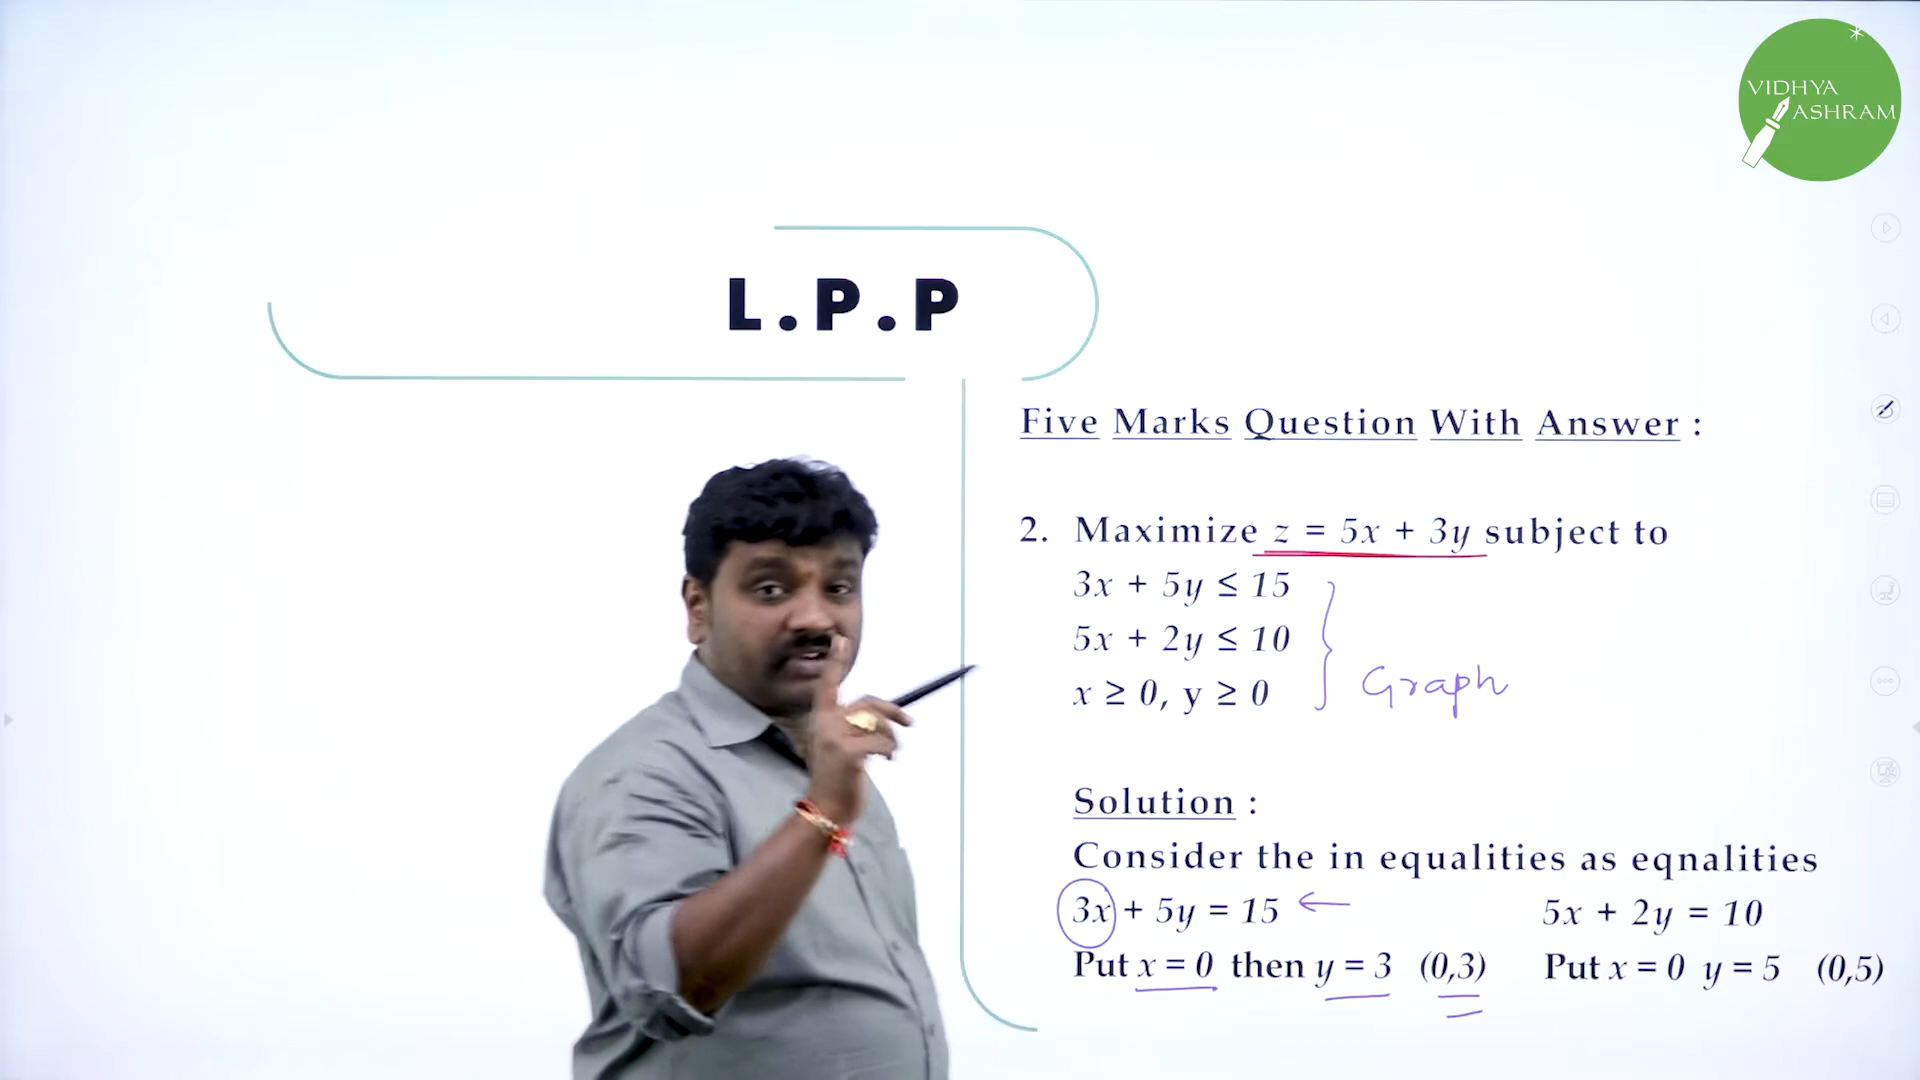 VIDHYA
ASHRAM
L.P.P
Five Marks Question With Answer :
2. Maximize z = 5x + 3y subject to
3x + 5y ≤ 15
5x + 2y ≤ 10
x ≥ 0, y ≥ 0
Graph
Solution :
Consider the in equalities as eqnalities
3x + 5y = 15 ← 5x + 2y = 10
Put x = 0 then y = 3 (0,3) Put x = 0 y = 5 (0,5)